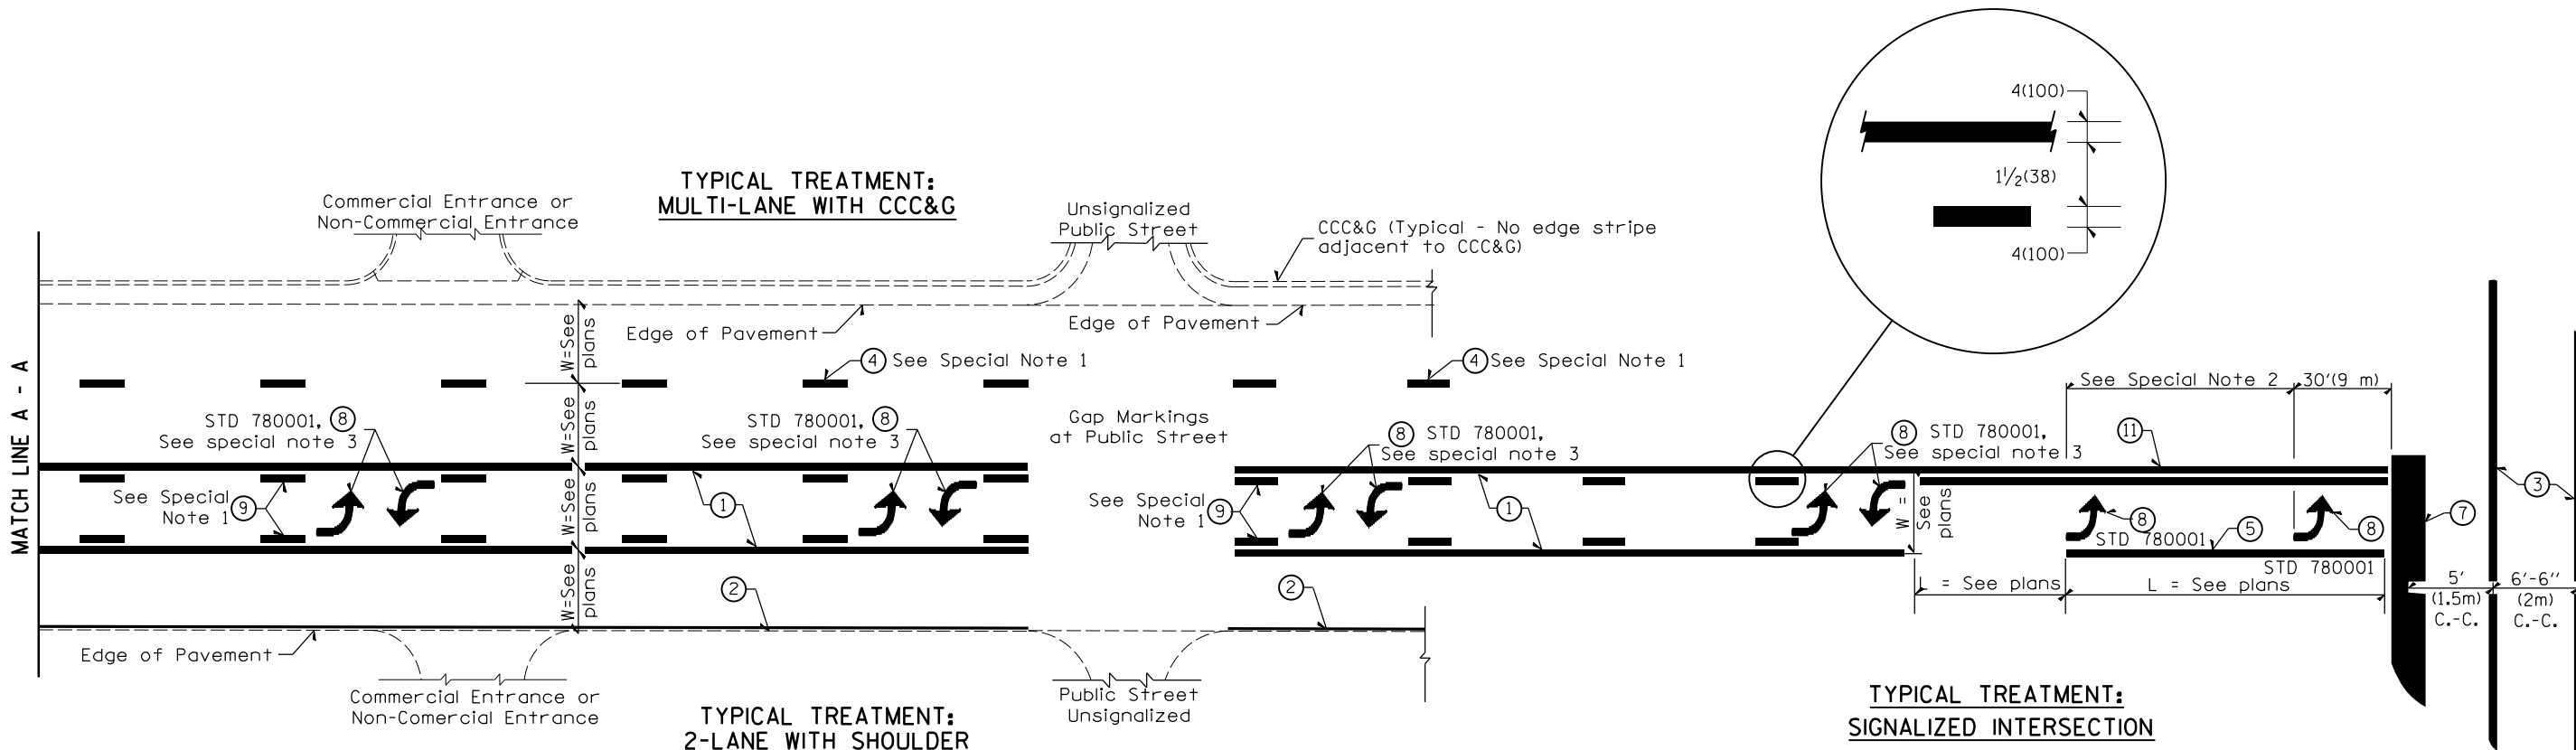 4(100)
1½(38)
4(100)
TYPICAL TREATMENT:
MULTI-LANE WITH CCC&G
Commercial Entrance or
Non-Commercial Entrance
Unsignalized
Public Street
CCC&G (Typical - No edge stripe
adjacent to CCC&G)
Edge of Pavement
Edge of Pavement
MATCH LINE A - A
W=See
plans
W=See
plans
W=See
plans
W=See
plans
4 See Special Note 1
4 See Special Note 1
See Special Note 2
30'(9 m)
STD 780001, 8
See special note 3
STD 780001, 8
See special note 3
Gap Markings
at Public Street
8 STD 780001,
See special note 3
8 STD 780001,
See special note 3
11
See Special
Note 1 9
1
See Special
Note 1 9
1
W =
See
plans
8
STD 780001
5
8
STD 780001
7
3
L = See plans
L = See plans
5'
(1.5m)
C.-C.
6'-6"
(2m)
C.-C.
2
2
Edge of Pavement
Commercial Entrance or
Non-Comercial Entrance
Public Street
Unsignalized
TYPICAL TREATMENT:
2-LANE WITH SHOULDER
TYPICAL TREATMENT:
SIGNALIZED INTERSECTION